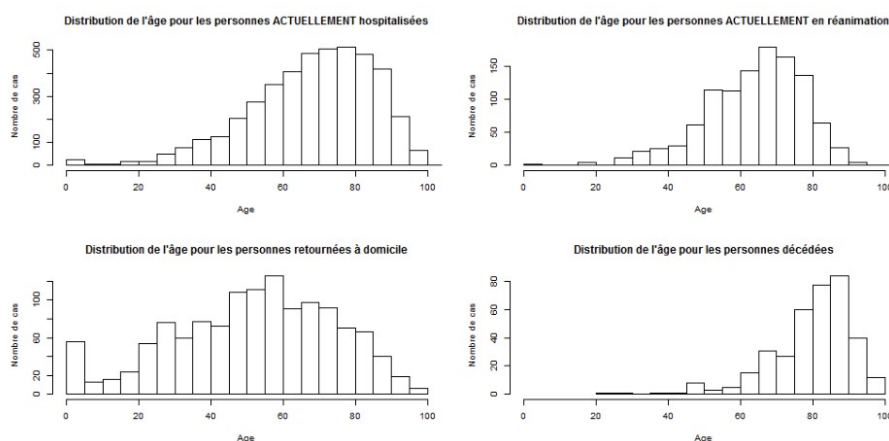 Distribution de l'âge pour les personnes ACTUELLEMENT hospitalisées
Nombre de cas
500
300
100
0
0 20 40 60 80 100
Age
Distribution de l'âge pour les personnes ACTUELLEMENT en réanimation
Nombre de cas
150
50
0
0 20 40 60 80 100
Age
Distribution de l'âge pour les personnes retournées à domicile
Nombre de cas
100
60
20
0
0 20 40 60 80 100
Age
Distribution de l'âge pour les personnes décédées
Nombre de cas
80
60
40
20
0
0 20 40 60 80 100
Age